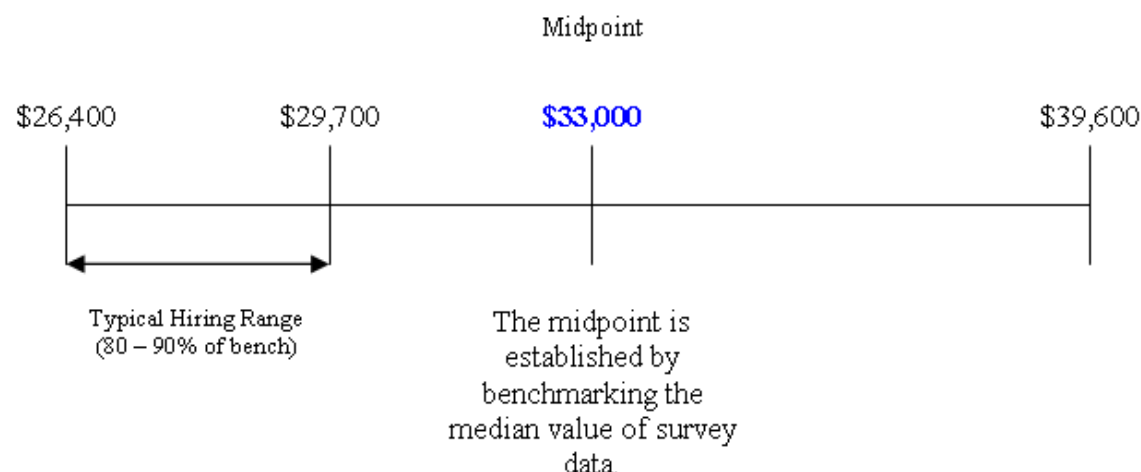 Midpoint
$26,400 $29,700 $33,000 $39,600
Typical Hiring Range
(80 – 90% of bench)
The midpoint is
established by
benchmarking the
median value of survey
data.